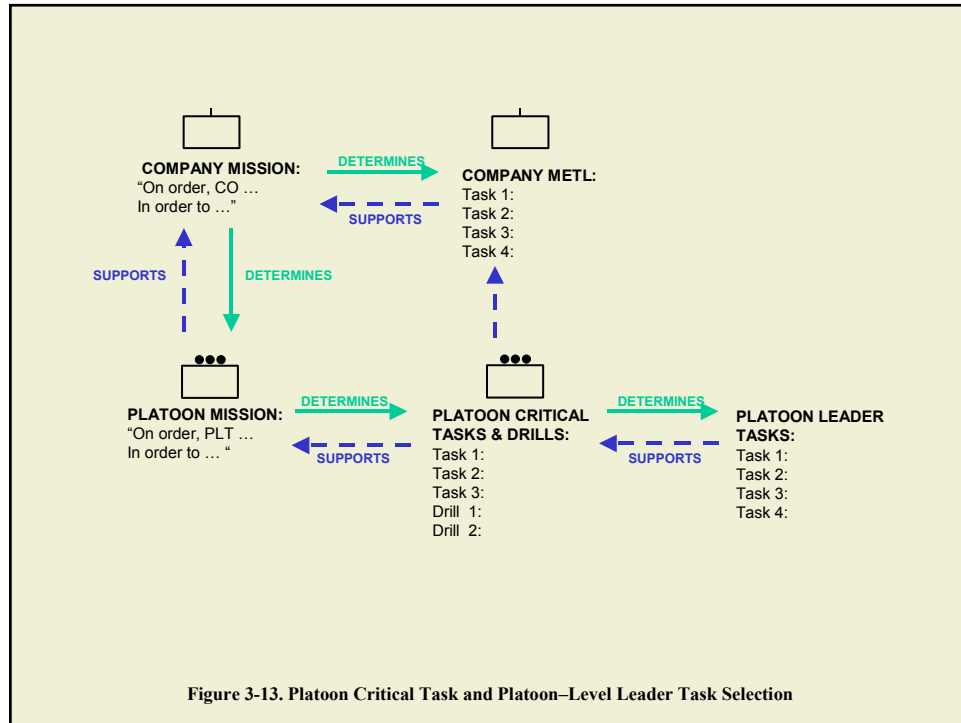 COMPANY MISSION:
“On order, CO …
In order to …”
DETERMINES
SUPPORTS
COMPANY METL:
Task 1:
Task 2:
Task 3:
Task 4:
SUPPORTS
DETERMINES
PLATOON MISSION:
“On order, PLT …
In order to … “
DETERMINES
SUPPORTS
PLATOON CRITICAL
TASKS & DRILLS:
Task 1:
Task 2:
Task 3:
Drill 1:
Drill 2:
DETERMINES
SUPPORTS
PLATOON LEADER
TASKS:
Task 1:
Task 2:
Task 3:
Task 4:
Figure 3-13. Platoon Critical Task and Platoon–Level Leader Task Selection